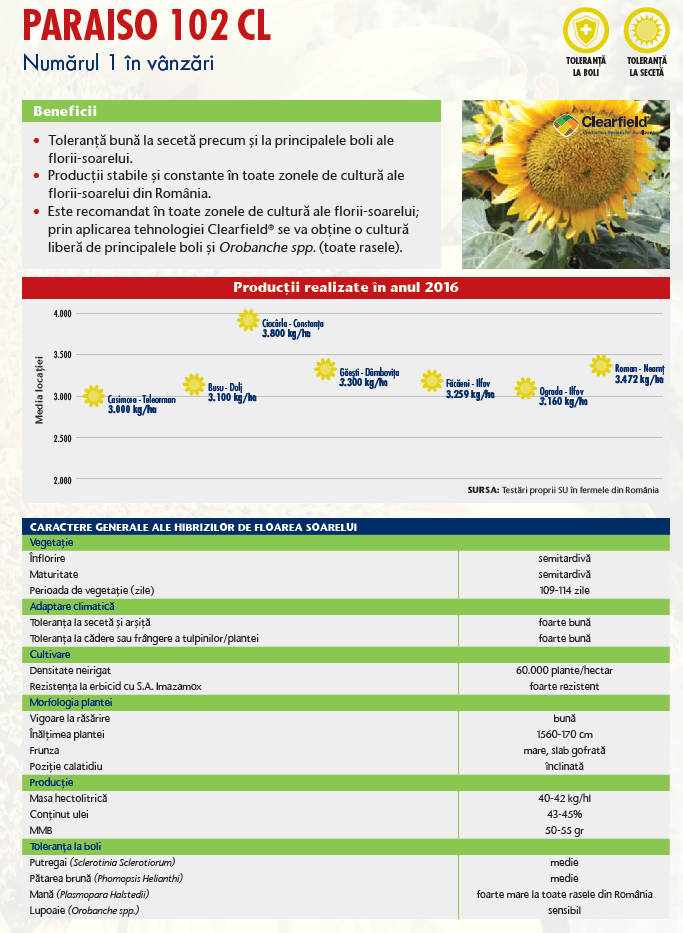 PARAISO 102 CL
Numărul 1 în vânzări
TOLERANȚĂ
LA BOLI
TOLERANȚĂ
LA SECETĂ
Beneficii
• Toleranță bună la secetă precum și la principalele boli ale
florii-soarelui.
• Producții stabile și constante în toate zonele de cultură ale
florii-soarelui din România.
• Este recomandat în toate zonele de cultură ale florii-soarelui;
prin aplicarea tehnologiei Clearfield® se va obține o cultură
liberă de principalele boli și Orobanche spp. (toate rasele).
Clearfield®
Producții realizate în anul 2016
Media locației
4.000
3.500
3.000
2.500
2.000
Casimcea - Teleorman
3.000 kg/ha
Basu - Dolj
3.100 kg/ha
Ciocârla - Constanța
3.800 kg/ha
Găești - Dâmbovița
3.300 kg/ha
Făcăeni - Ilfov
3.259 kg/ha
Ograda - Ilfov
3.160 kg/ha
Roman - Neamț
3.472 kg/ha
SURSA: Testări proprii SU în fermele din România
CARACTERE GENERALE ALE HIBRIZILOR DE FLOAREA SOARELUI
Vegetație
Înflorire semitardivă
Maturitate semitardivă
Perioada de vegetație (zile) 109-114 zile
Adaptare climatică
Toleranța la secetă și arșiță foarte bună
Toleranța la cădere sau frângere a tulpinilor/plantei foarte bună
Cultivare
Densitate neirigat 60.000 plante/hectar
Rezistența la erbicid cu S.A. Imazamox foarte rezistent
Morfologia plantei
Vigoare la răsărire bună
Înălțimea plantei 1560-170 cm
Frunza mare, slab gofrată
Poziție calatidiu înclinată
Producție
Masa hectolitrică 40-42 kg/hl
Conținut ulei 43-45%
MMB 50-55 gr
Toleranța la boli
Putregai (Sclerotinia Sclerotiorum) medie
Pătarea brună (Phomopsis Helianthi) medie
Mană (Plasmopara Halstedii) foarte mare la toate rasele din România
Lupoaie (Orobanche spp.) sensibil